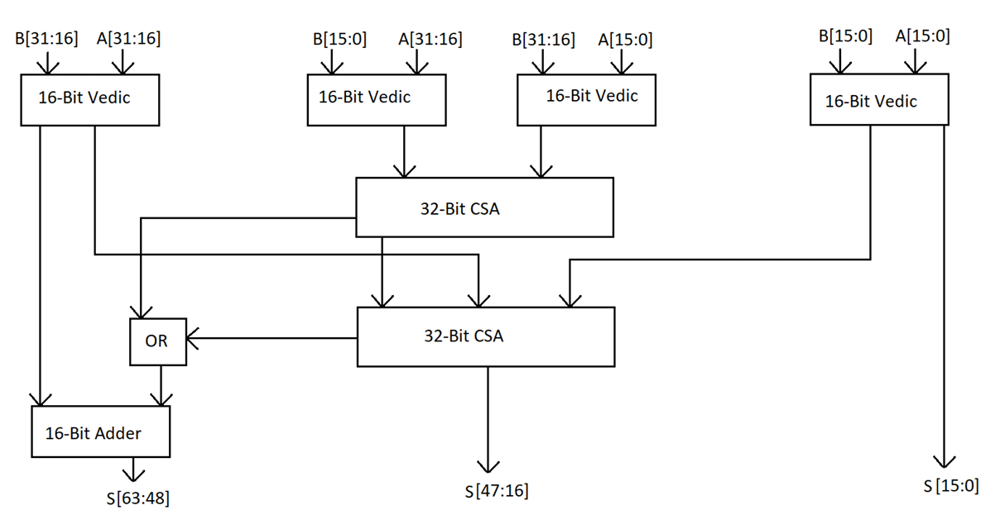 B[31:16] A[31:16] B[15:0] A[31:16] B[31:16] A[15:0] B[15:0] A[15:0]
16-Bit Vedic 16-Bit Vedic 16-Bit Vedic 16-Bit Vedic
32-Bit CSA
OR 32-Bit CSA
16-Bit Adder
S[63:48] S[47:16] S[15:0]